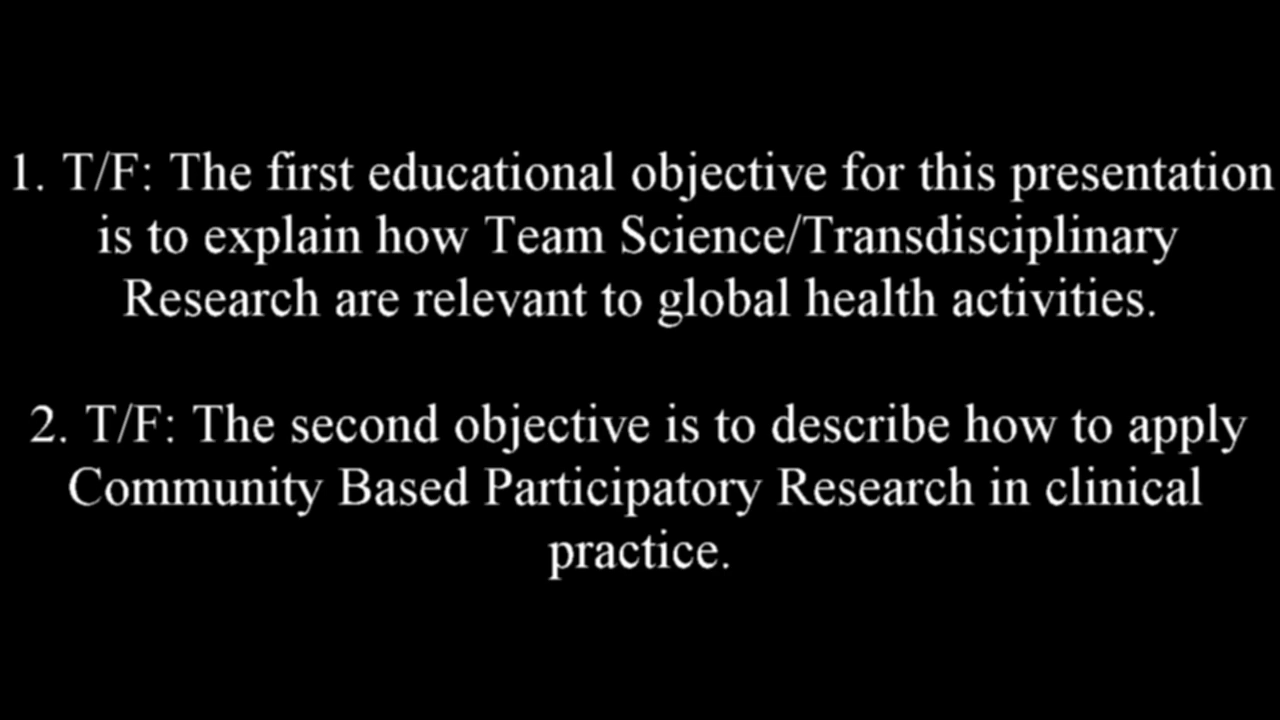 1. T/F: The first educational objective for this presentation
is to explain how Team Science/Transdisciplinary
Research are relevant to global health activities.
2. T/F: The second objective is to describe how to apply
Community Based Participatory Research in clinical
practice.